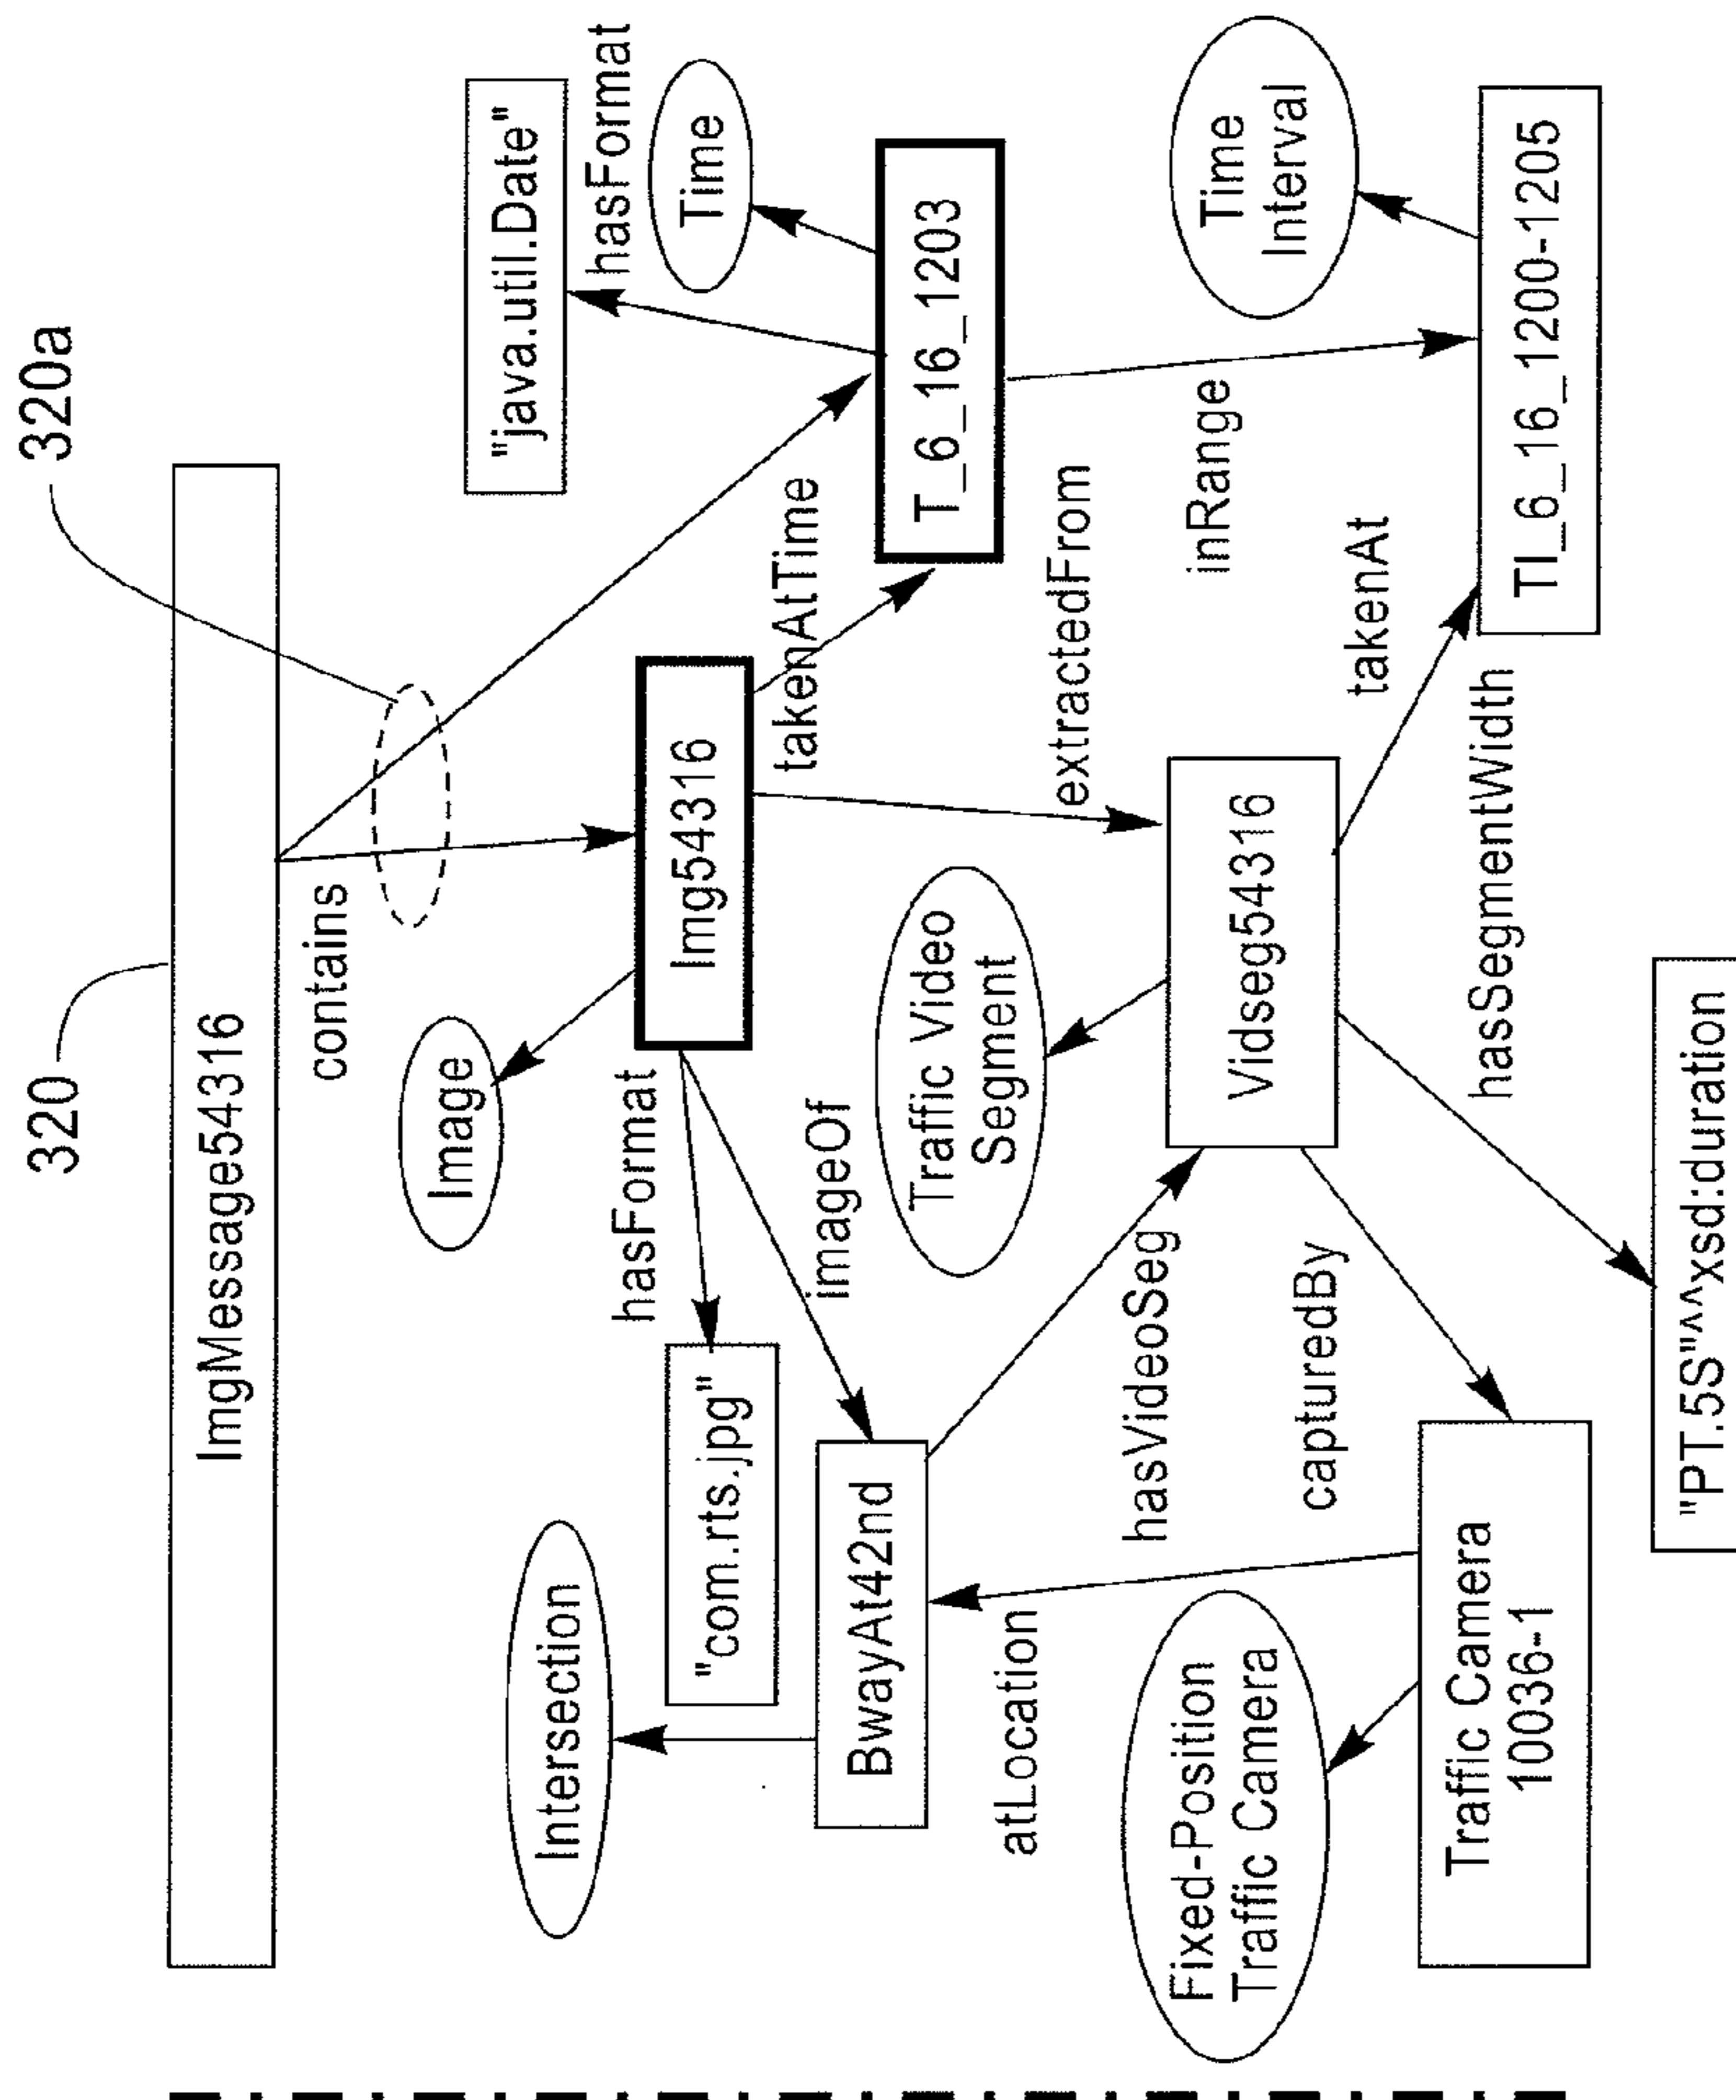 320
320a
ImgMessage54316
contains
Image
"java.util.Date"
hasFormat
Intersection
hasFormat
Img54316
Time
"com.rts.jpg"
imageOf
takenAtTime
T_6_16_1203
BwayAt42nd
Traffic Video
Segment
atLocation
extractedFrom
hasVideoSeg
inRange
Time
Interval
Fixed-Position
Traffic Camera
capturedBy
Vidseg54316
takenAt
Traffic Camera
10036-1
hasSegmentWidth
TI_6_16_1200-1205
"PT.5S"^^xsd:duration